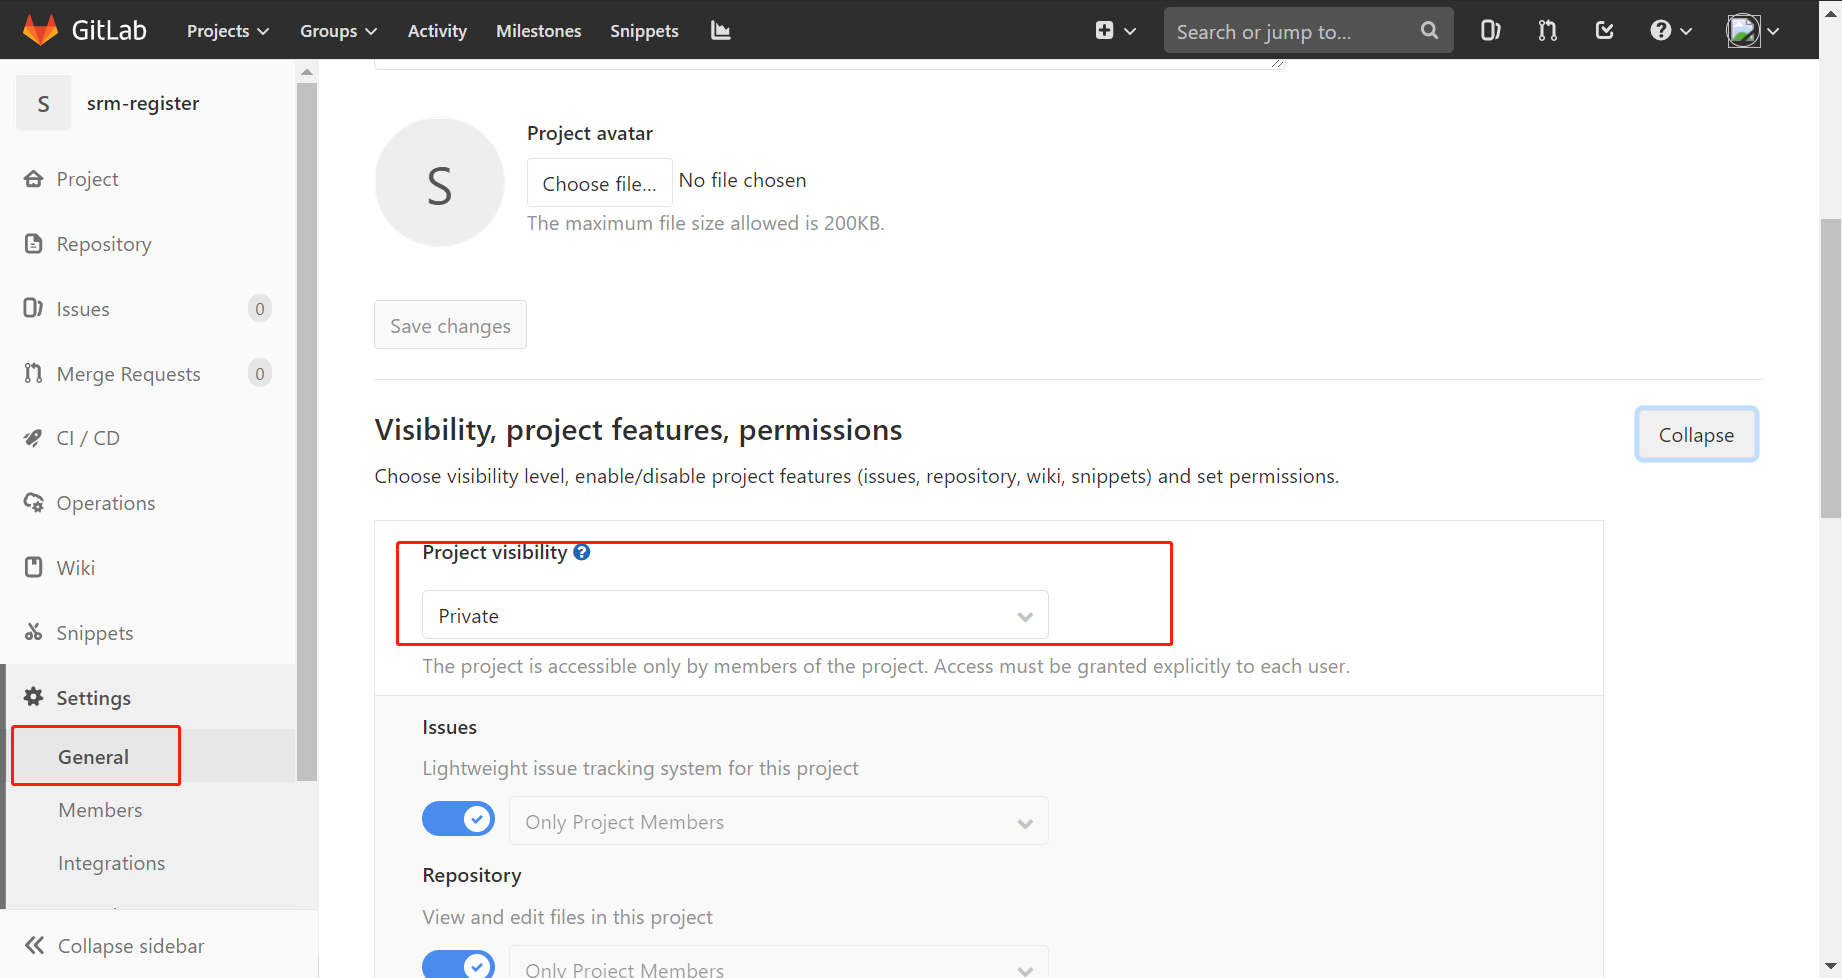 GitLab Projects Groups Activity Milestones Snippets Search or jump to...
S srm-register
Project
Repository
Issues 0
Merge Requests 0
CI / CD
Operations
Wiki
Snippets
Settings
General
Members
Integrations
Collapse sidebar
S
Project avatar
Choose file... No file chosen
The maximum file size allowed is 200KB.
Save changes
Visibility, project features, permissions
Collapse
Choose visibility level, enable/disable project features (issues, repository, wiki, snippets) and set permissions.
Project visibility
Private
The project is accessible only by members of the project. Access must be granted explicitly to each user.
Issues
Lightweight issue tracking system for this project
Only Project Members
Repository
View and edit files in this project
Only Project Members